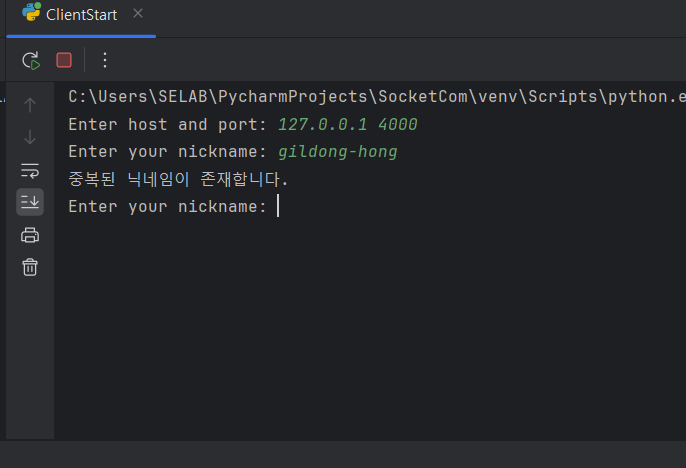 ClientStart
C:\Users\SELAB\PycharmProjects\SocketCom\venv\Scripts\python.e
Enter host and port: 127.0.0.1 4000
Enter your nickname: gildong-hong
중복된 닉네임이 존재합니다.
Enter your nickname: